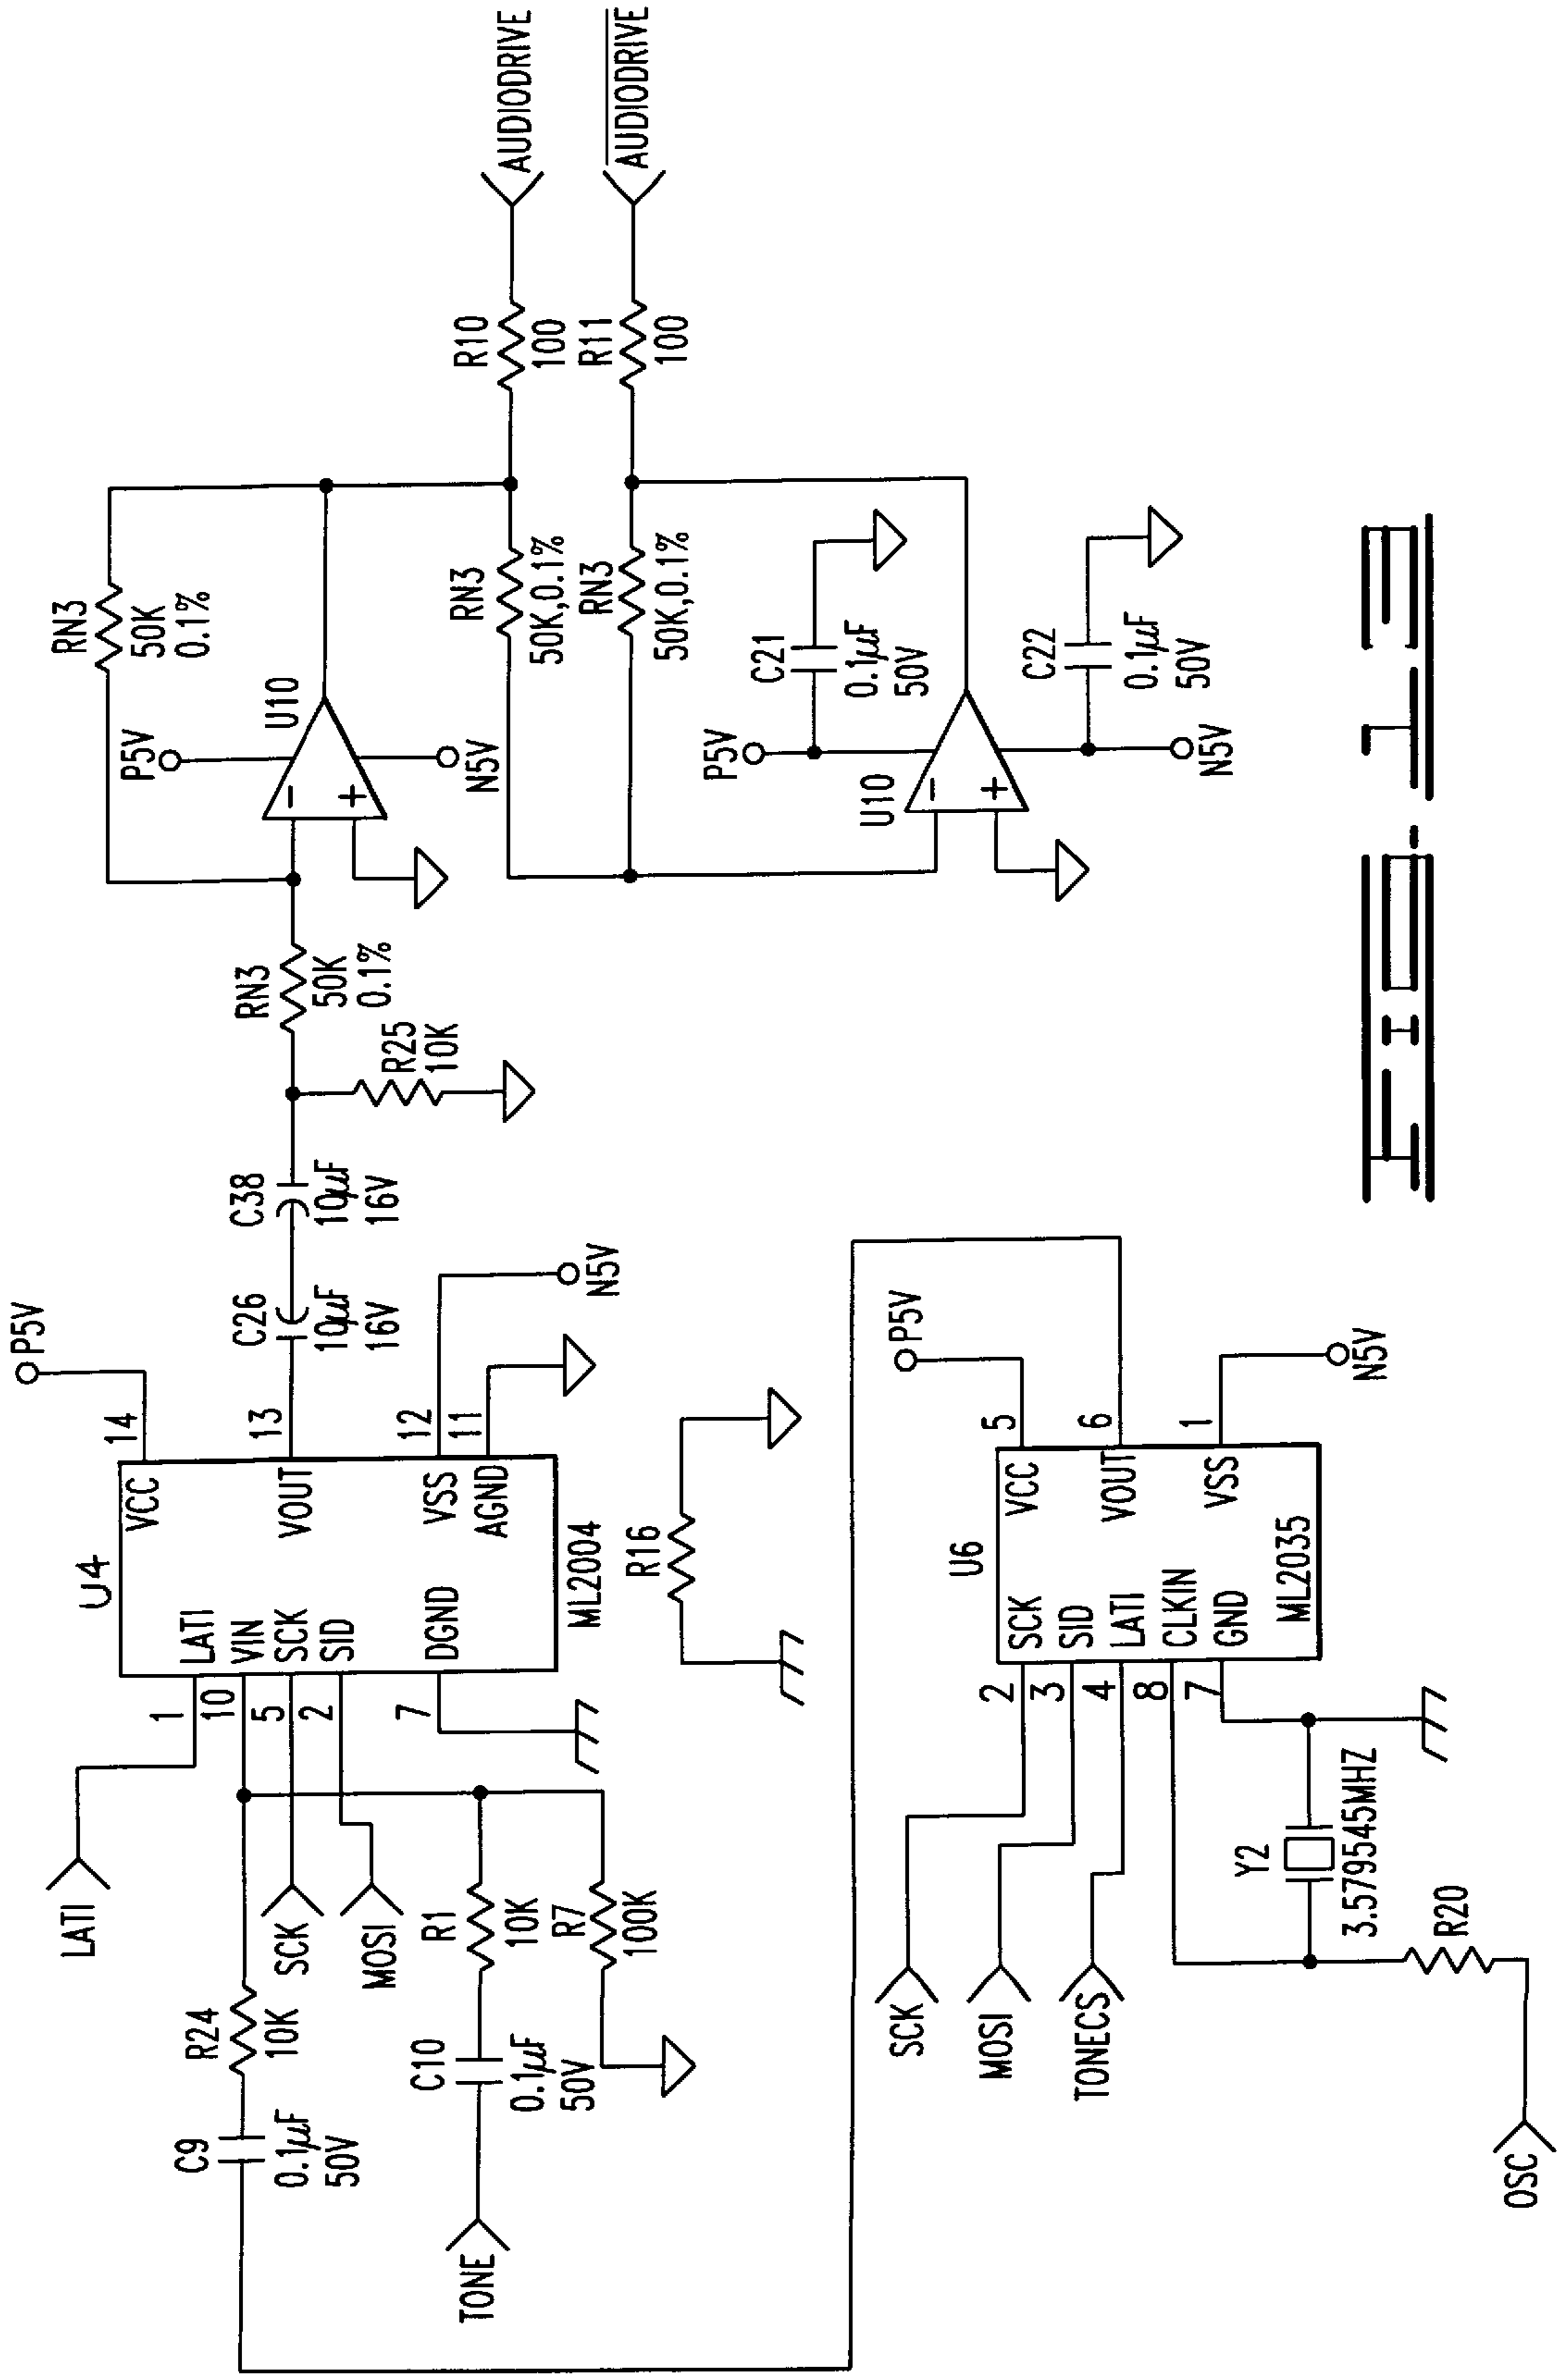 LATI
SCK
MOSI
C9
0.1µF
50V
R24
10K
TONE
C10
0.1µF
50V
R1
10K
R7
100K
U4
1
10
5
2
7
LATI
VIN
SCK
SID
DGND
VCC
VOUT
VSS
AGND
14
13
12
11
ML2004
P5V
N5V
C26
10µF
16V
C38
10µF
16V
R25
10K
RN3
50K
0.1%
RN3
50K
0.1%
P5V
U10
N5V
RN3
50K,0.1%
RN3
50K,0.1%
R10
100
R11
100
AUDIODRIVE
AUDIODRIVE
P5V
C21
0.1µF
50V
U10
C22
0.1µF
50V
N5V
R16
SCK
MOSI
TONECS
U6
2
3
4
8
7
SCK
SID
LATI
CLKIN
GND
VCC
VOUT
VSS
5
6
1
ML2035
P5V
N5V
Y2
3.579545MHZ
R20
OSC